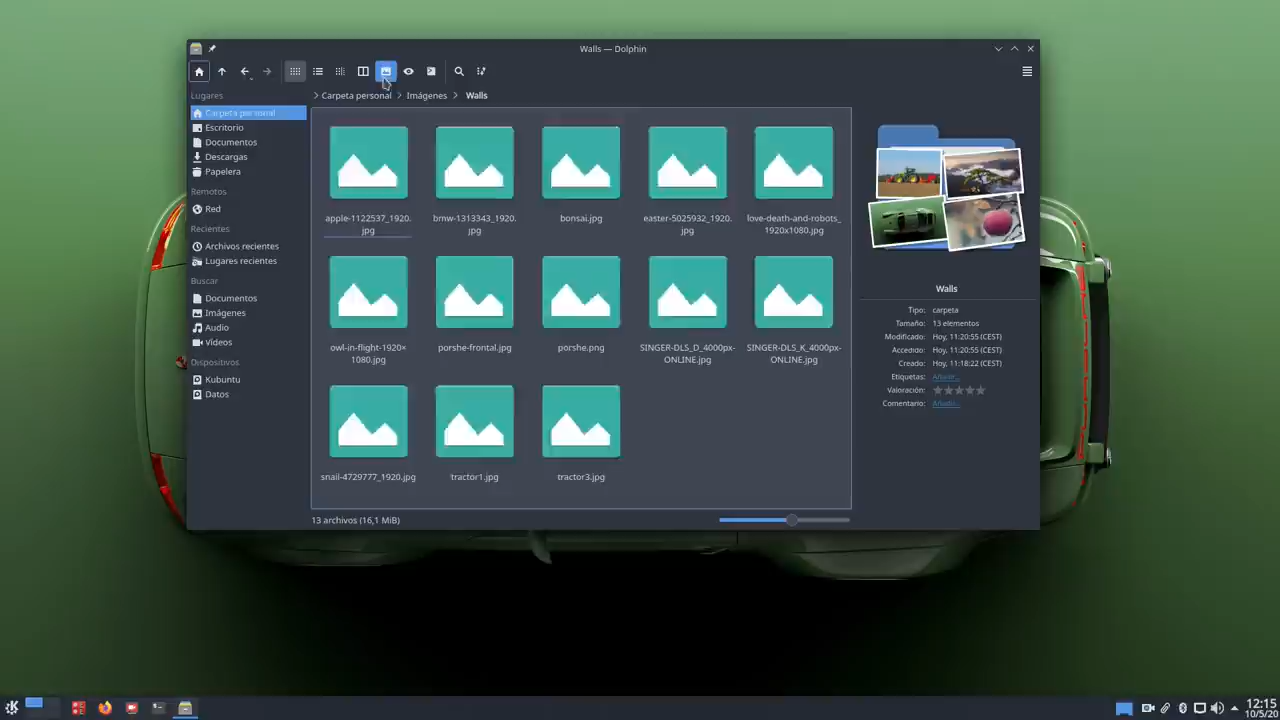 Walls — Dolphin
Lugares
Carpeta personal
Escritorio
Documentos
Descargas
Papelera
Remotos
Red
Recientes
Archivos recientes
Lugares recientes
Buscar
Documentos
Imágenes
Audio
Vídeos
Dispositivos
Kubuntu
Datos
Carpeta personal > Imágenes > Walls
apple-1122537_1920.
jpg
bmw-1313343_1920.
jpg
bonsai.jpg
easter-5025932_1920.
jpg
love-death-and-robots_
1920x1080.jpg
owl-in-flight-1920×
1080.jpg
porshe-frontal.jpg
porshe.png
SINGER-DLS_D_4000px-
ONLINE.jpg
SINGER-DLS_K_4000px-
ONLINE.jpg
snail-4729777_1920.jpg
tractor1.jpg
tractor3.jpg
13 archivos (16,1 MiB)
Walls
Tipo: carpeta
Tamaño: 13 elementos
Modificado: Hoy, 11:20:55 (CEST)
Accedido: Hoy, 11:20:55 (CEST)
Creado: Hoy, 11:18:22 (CEST)
Etiquetas: Añadir...
Valoración:
Comentario: Añadir...
12:15
10/5/20